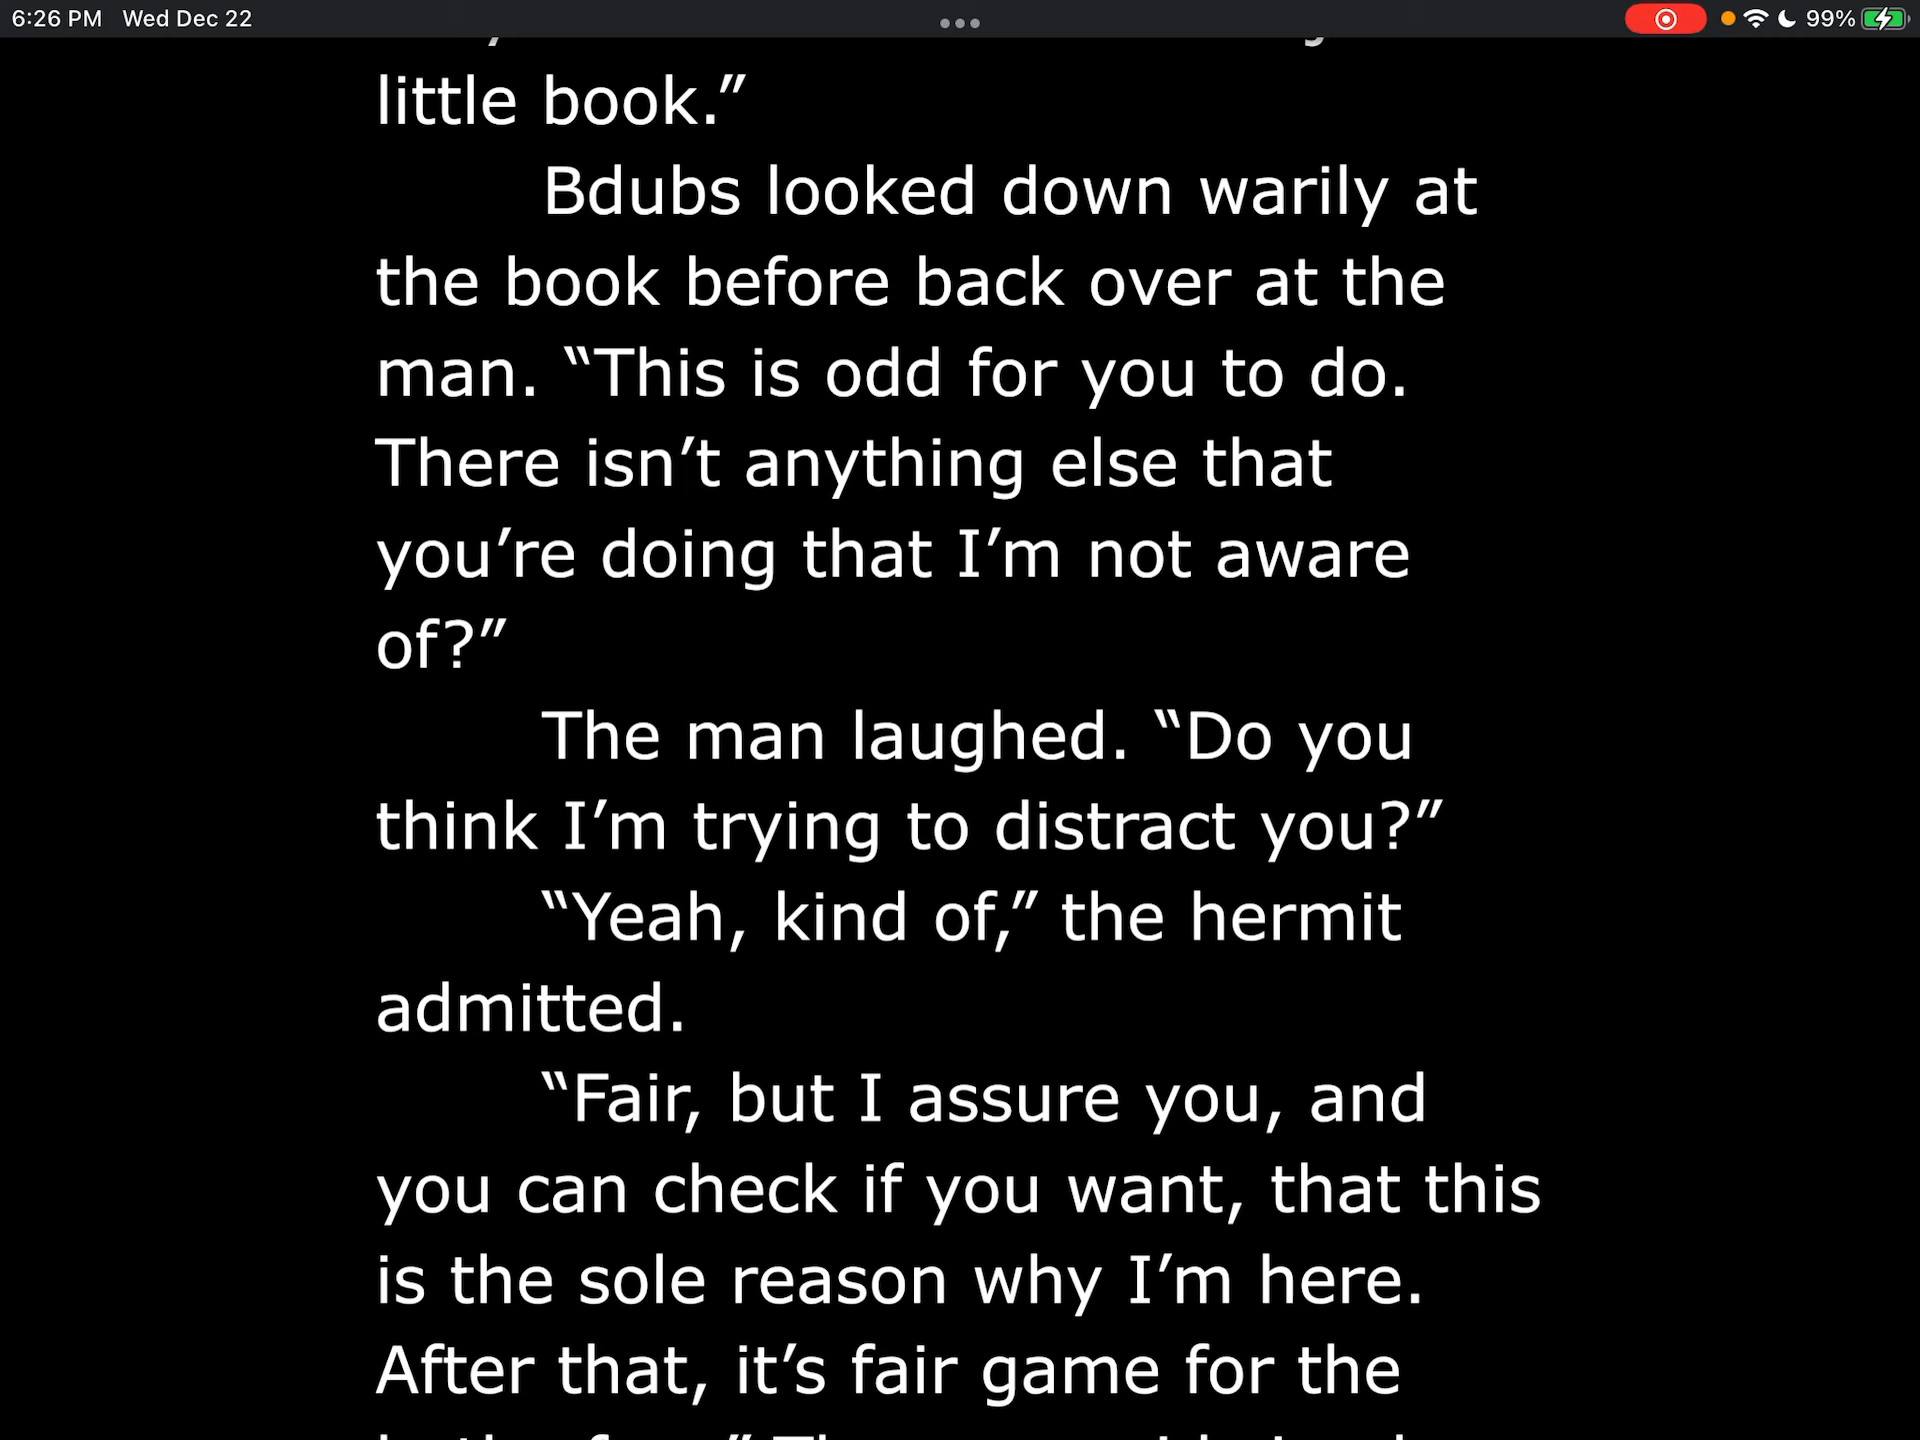 6:26 PM Wed Dec 22
99%
little book.”
Bdubs looked down warily at
the book before back over at the
man. “This is odd for you to do.
There isn’t anything else that
you’re doing that I’m not aware
of?”
The man laughed. “Do you
think I’m trying to distract you?”
“Yeah, kind of,” the hermit
admitted.
“Fair, but I assure you, and
you can check if you want, that this
is the sole reason why I’m here.
After that, it’s fair game for the